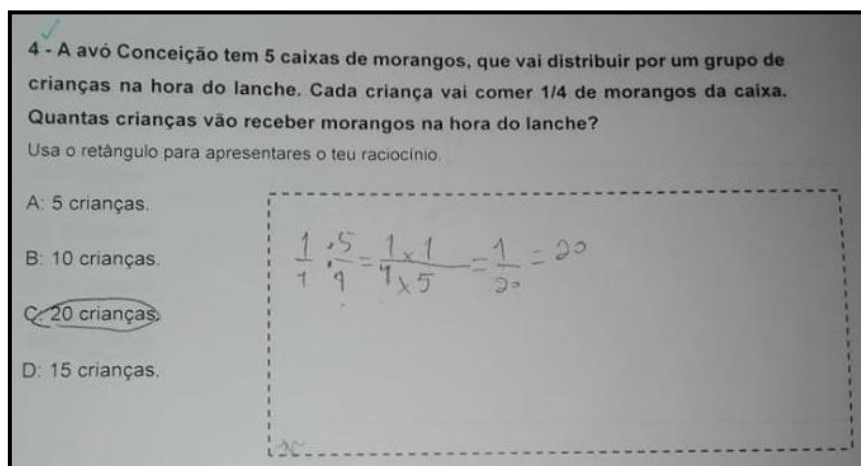 4 - A avó Conceição tem 5 caixas de morangos, que vai distribuir por um grupo de
crianças na hora do lanche. Cada criança vai comer 1/4 de morangos da caixa.
Quantas crianças vão receber morangos na hora do lanche?
Usa o retângulo para apresentares o teu raciocínio.
A: 5 crianças.
B: 10 crianças.
C: 20 crianças.
D: 15 crianças.
= 1 x 1 / 4 x 5 = 1/20 = 20